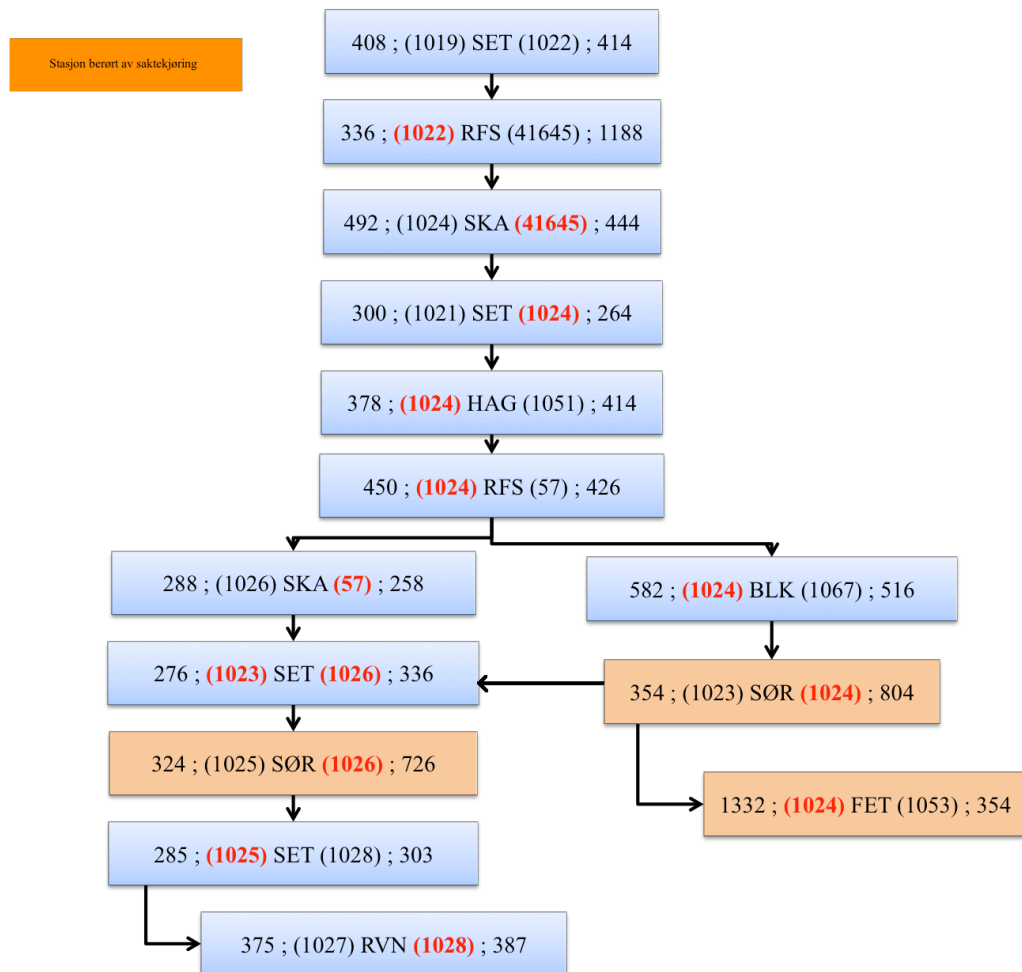 408 ; (1019) SET (1022) ; 414
Stasjon berørt av saktekjøring
336 ; (1022) RFS (41645) ; 1188
492 ; (1024) SKA (41645) ; 444
300 ; (1021) SET (1024) ; 264
378 ; (1024) HAG (1051) ; 414
450 ; (1024) RFS (57) ; 426
288 ; (1026) SKA (57) ; 258
582 ; (1024) BLK (1067) ; 516
276 ; (1023) SET (1026) ; 336
354 ; (1023) SØR (1024) ; 804
324 ; (1025) SØR (1026) ; 726
1332 ; (1024) FET (1053) ; 354
285 ; (1025) SET (1028) ; 303
375 ; (1027) RVN (1028) ; 387